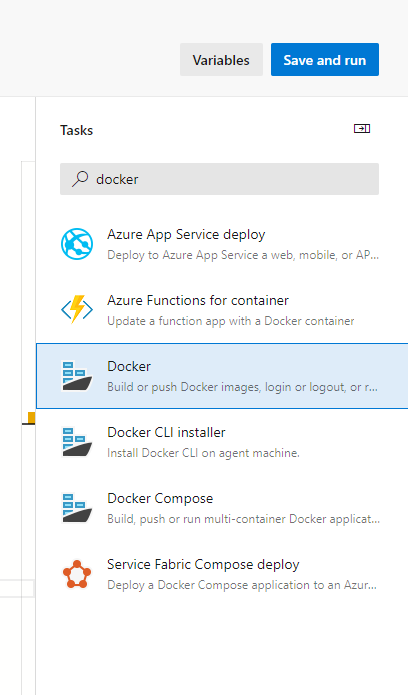 Variables
Save and run
Tasks
docker
Azure App Service deploy
Deploy to Azure App Service a web, mobile, or AP...
Azure Functions for container
Update a function app with a Docker container
Docker
Build or push Docker images, login or logout, or r...
Docker CLI installer
Install Docker CLI on agent machine.
Docker Compose
Build, push or run multi-container Docker applicat...
Service Fabric Compose deploy
Deploy a Docker Compose application to an Azur...